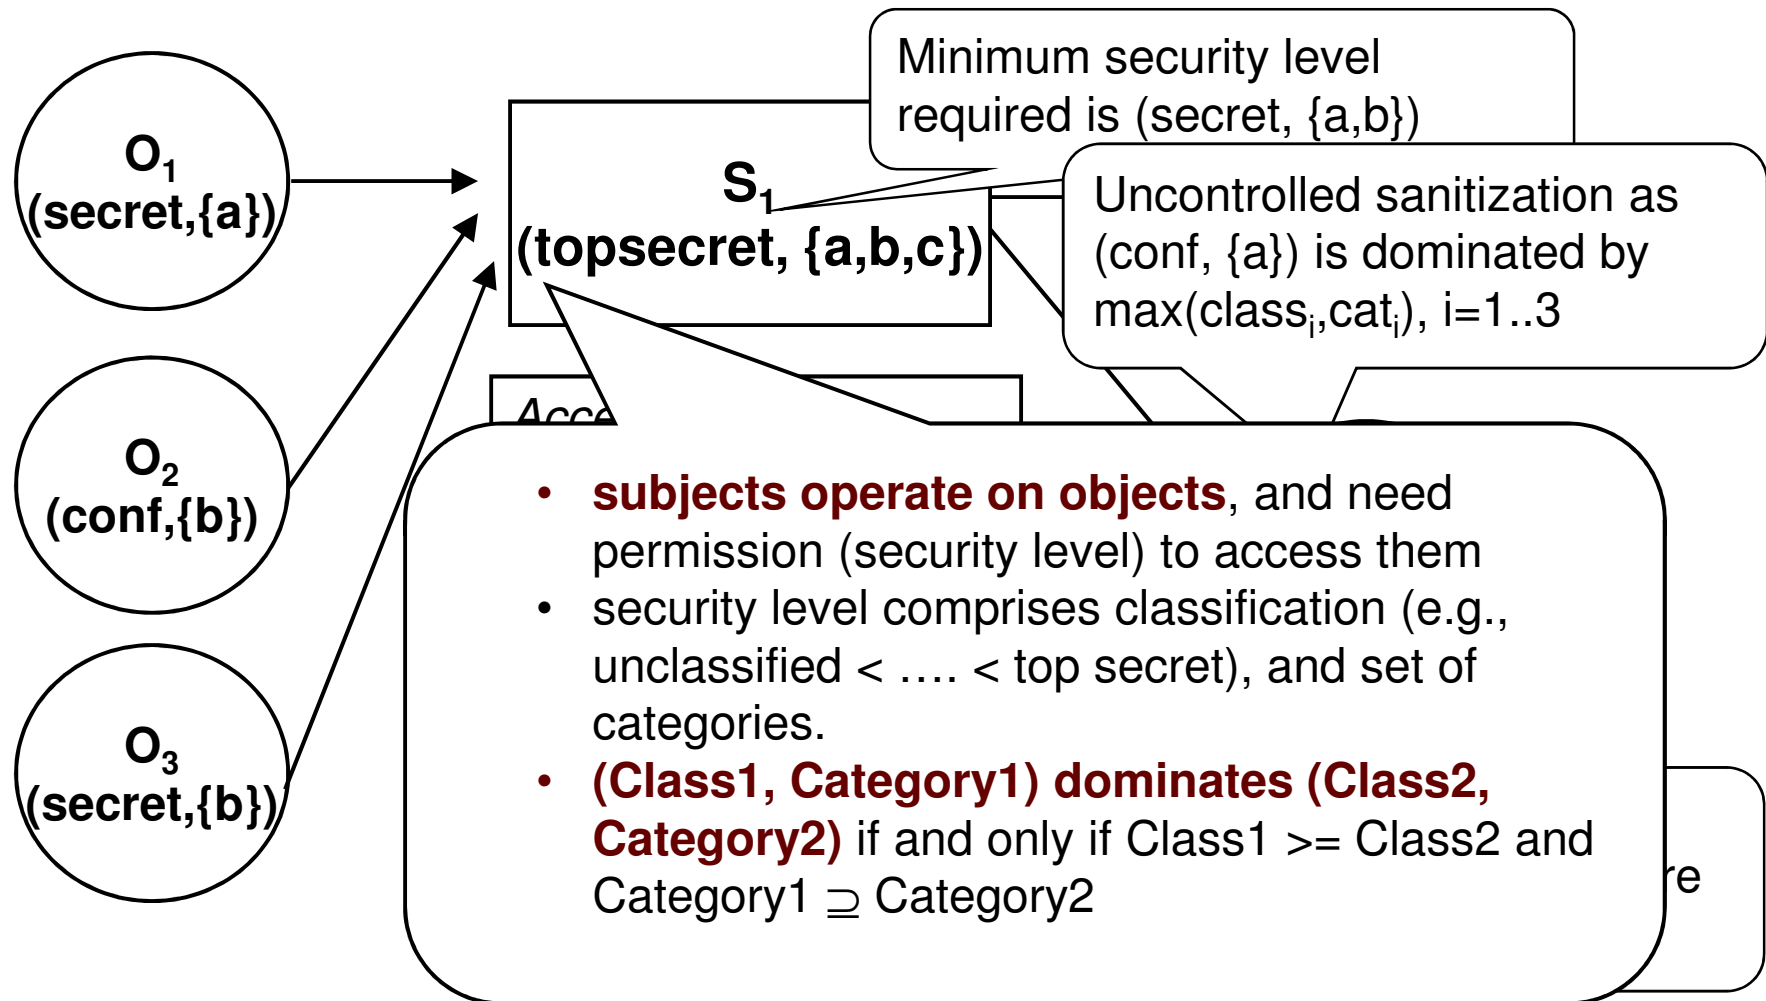 Minimum security level
required is (secret, {a,b})
O1
(secret,{a})
S1
(topsecret, {a,b,c})
Uncontrolled sanitization as
(conf, {a}) is dominated by
max(classi,cati), i=1..3
O2
(conf,{b})
O3
(secret,{b})
• subjects operate on objects, and need
permission (security level) to access them
• security level comprises classification (e.g.,
unclassified < .... < top secret), and set of
categories.
• (Class1, Category1) dominates (Class2,
Category2) if and only if Class1 >= Class2 and
Category1 ⊇ Category2